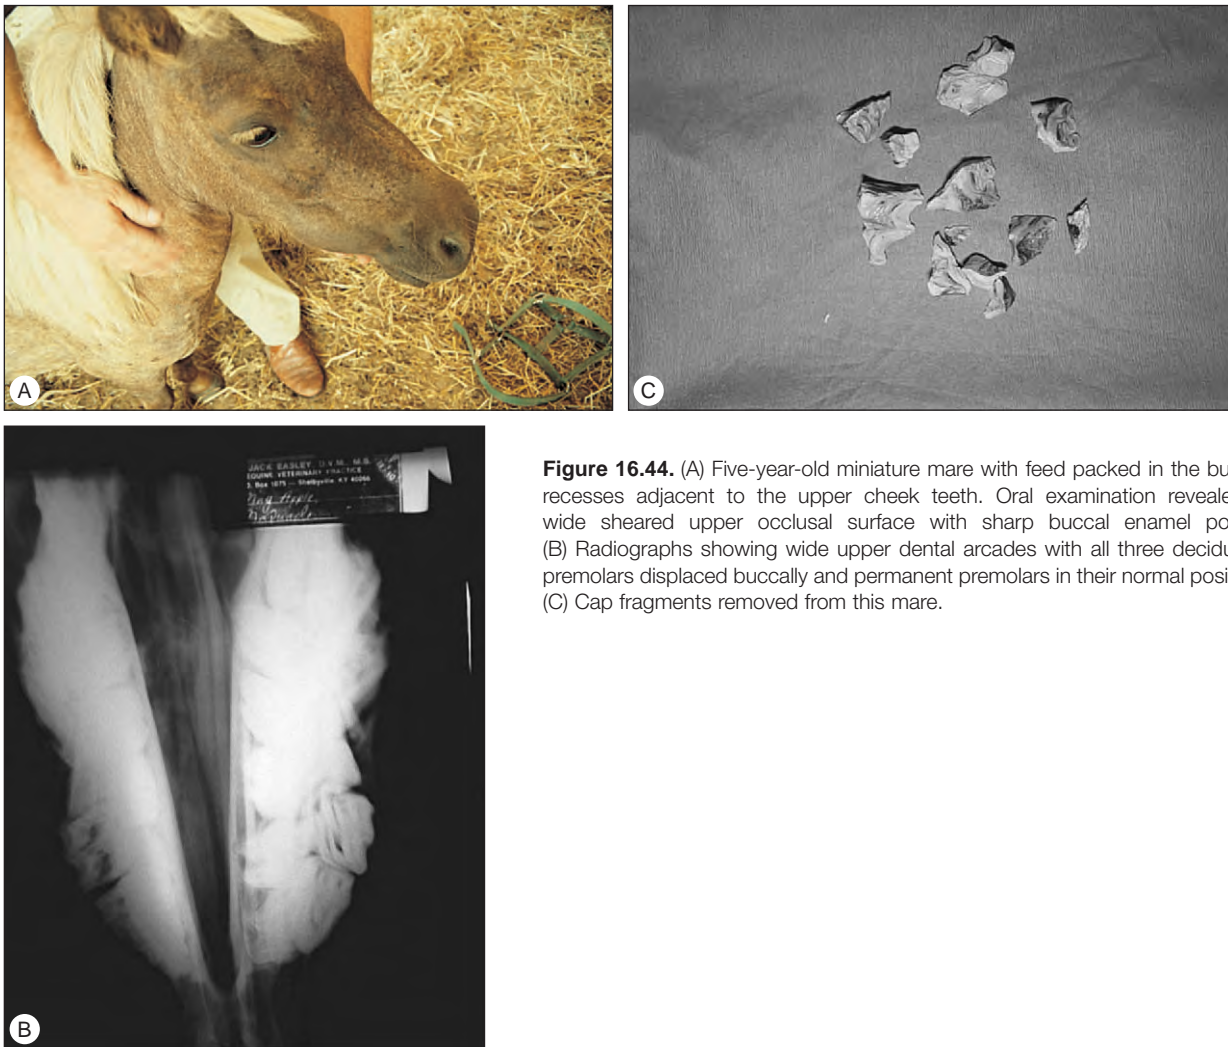 A
C
JACK EASLEY, D.V.M., M.S.
EQUINE VETERINARY PRACTICE
Shelbyville KY 40065
B
Figure 16.44. (A) Five-year-old miniature mare with feed packed in the bu
recesses adjacent to the upper cheek teeth. Oral examination reveale
wide sheared upper occlusal surface with sharp buccal enamel po
(B) Radiographs showing wide upper dental arcades with all three decidu
premolars displaced buccally and permanent premolars in their normal posi
(C) Cap fragments removed from this mare.